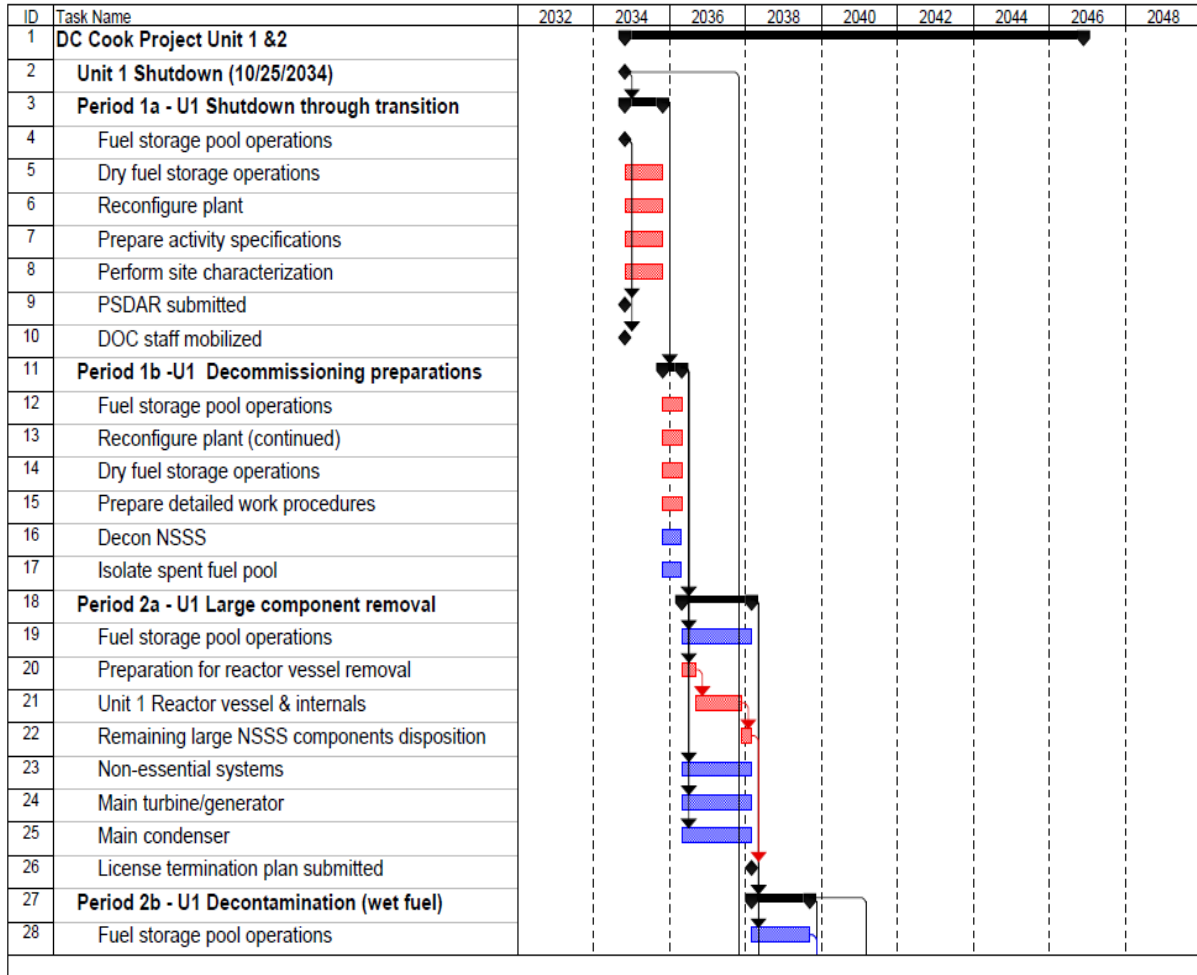 ID Task Name 2032 2034 2036 2038 2040 2042 2044 2046 2048
1 DC Cook Project Unit 1 &2
2 Unit 1 Shutdown (10/25/2034)
3 Period 1a - U1 Shutdown through transition
4 Fuel storage pool operations
5 Dry fuel storage operations
6 Reconfigure plant
7 Prepare activity specifications
8 Perform site characterization
9 PSDAR submitted
10 DOC staff mobilized
11 Period 1b -U1 Decommissioning preparations
12 Fuel storage pool operations
13 Reconfigure plant (continued)
14 Dry fuel storage operations
15 Prepare detailed work procedures
16 Decon NSSS
17 Isolate spent fuel pool
18 Period 2a - U1 Large component removal
19 Fuel storage pool operations
20 Preparation for reactor vessel removal
21 Unit 1 Reactor vessel & internals
22 Remaining large NSSS components disposition
23 Non-essential systems
24 Main turbine/generator
25 Main condenser
26 License termination plan submitted
27 Period 2b - U1 Decontamination (wet fuel)
28 Fuel storage pool operations